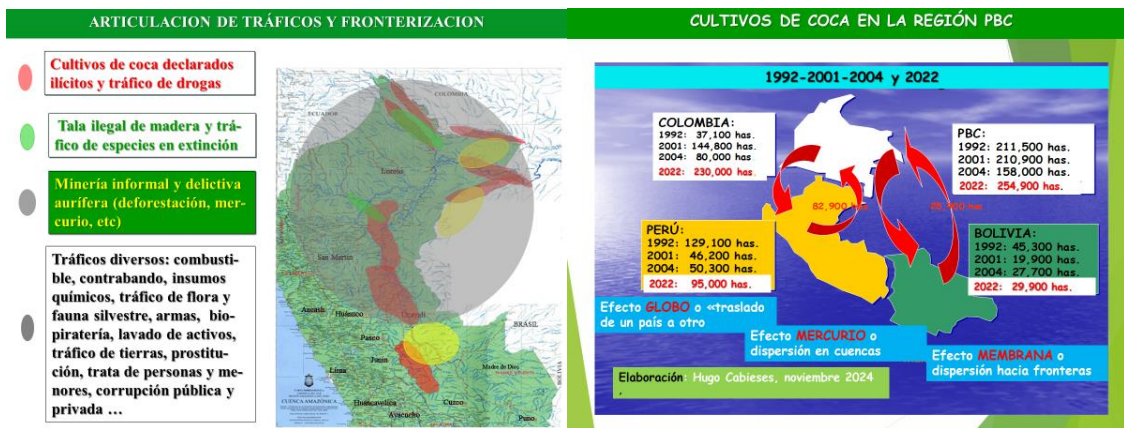 ARTICULACION DE TRÁFICOS Y FRONTERIZACION
Cultivos de coca declarados
ilícitos y tráfico de drogas
Tala ilegal de madera y trá-
fico de especies en extinción
Minería informal y delictiva
aurífera (deforestación, mer-
curio, etc)
Tráficos diversos: combusti-
ble, contrabando, insumos
químicos, tráfico de flora y
fauna silvestre, armas, bio-
piratería, lavado de activos,
tráfico de tierras, prostitu-
ción, trata de personas y me-
nores, corrupción pública y
privada ...
COLOMBIA
ECUADOR
Loreto
San Martín
Ancash
Huánuco
Ucayali
BRASIL
Pasco
Junín
Lima
Madre de Dios
CUENCA AMAZÓNICA
Huancavelica
Cuzco
Ayacucho
Puno
CULTIVOS DE COCA EN LA REGIÓN PBC
1992-2001-2004 y 2022
COLOMBIA:
1992: 37,100 has.
2001: 144,800 has.
2004: 80,000 has.
2022: 230,000 has.
PBC:
1992: 211,500 has.
2001: 210,900 has.
2004: 158,000 has.
2022: 254,900 has.
82,900 has
PERÚ:
1992: 129,100 has.
2001: 46,200 has.
2004: 50,300 has.
2022: 95,000 has.
BOLIVIA:
1992: 45,300 has.
2001: 19,900 has.
2004: 27,700 has.
2022: 29,900 has.
Efecto GLOBO o «traslado
de un país a otro
Efecto MERCURIO o
dispersión en cuencas
Efecto MEMBRANA o
dispersión hacia fronteras
Elaboración: Hugo Cabieses, noviembre 2024
.